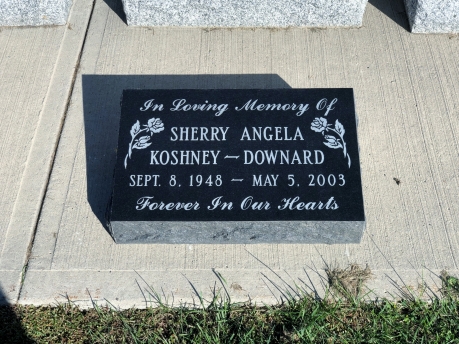 In Loving Memory Of
SHERRY ANGELA
KOSHNEY ~ DOWNARD
SEPT. 8, 1948 ~ MAY 5, 2003
Forever In Our Hearts